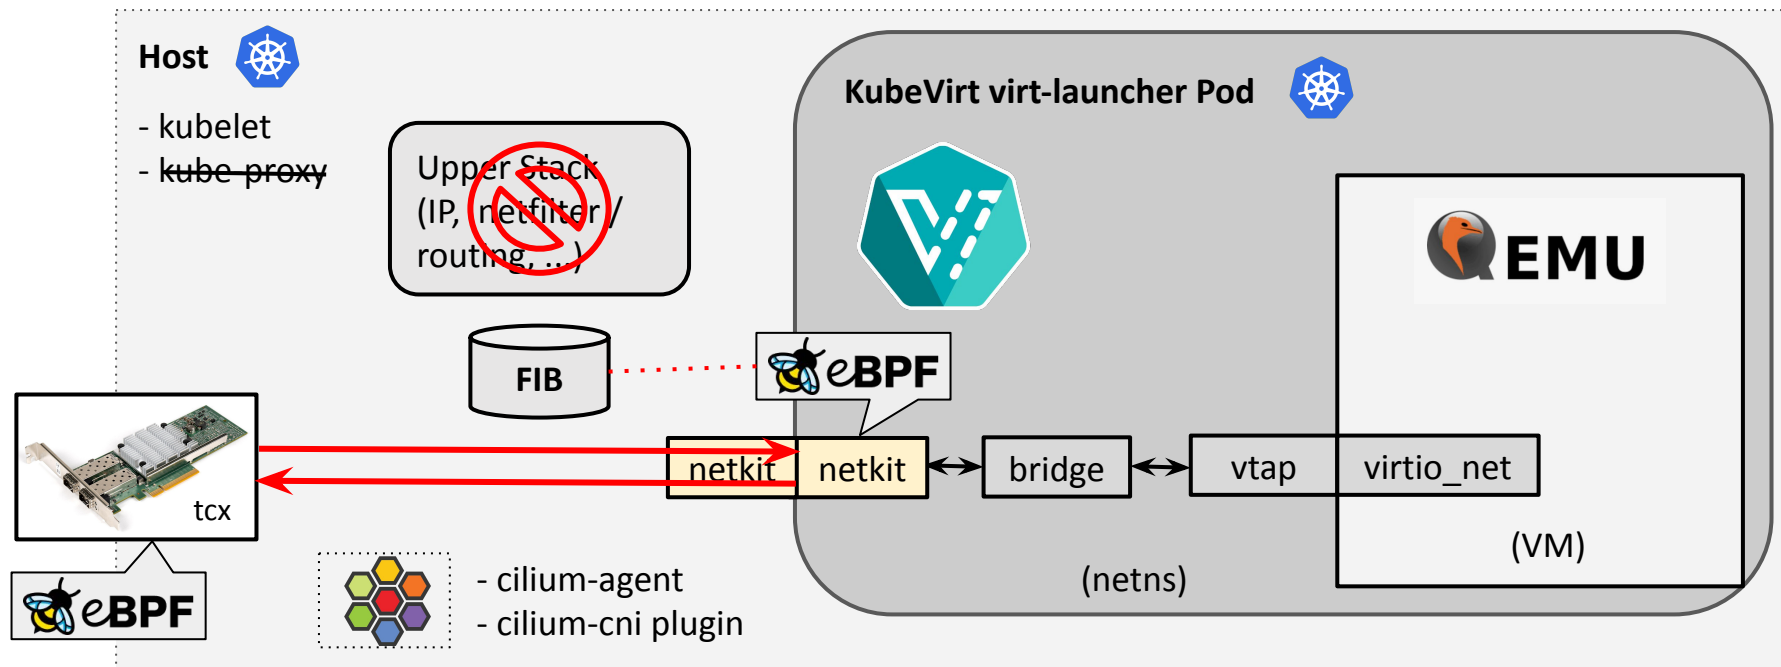 Host
- kubelet
- kube-proxy
Upper Stack
(IP, netfilter /
routing, ...)
KubeVirt virt-launcher Pod
QEMU
FIB
eBPF
netkit
netkit
bridge
vtap
virtio_net
tcx
(VM)
(netns)
eBPF
- cilium-agent
- cilium-cni plugin